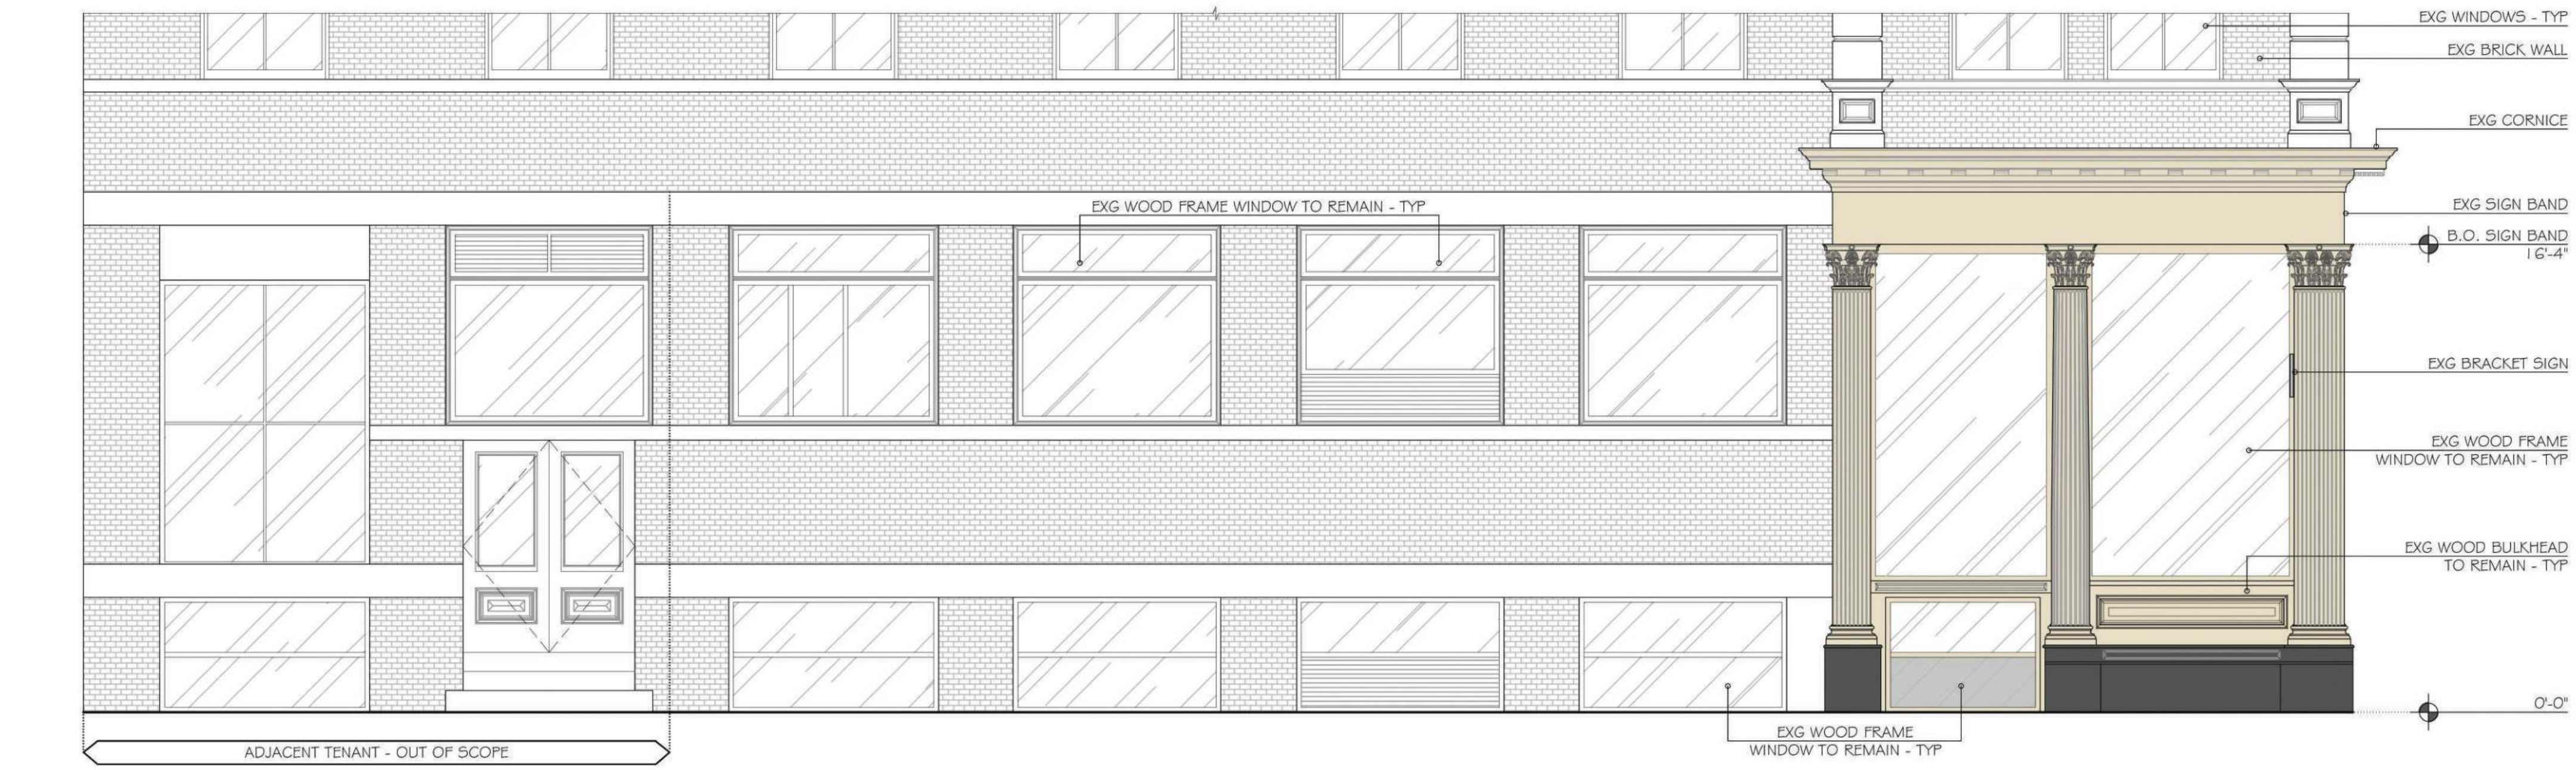 EXG WINDOWS - TYP
EXG BRICK WALL
EXG CORNICE
EXG WOOD FRAME WINDOW TO REMAIN - TYP
EXG SIGN BAND
B.O. SIGN BAND
16'-4"
EXG BRACKET SIGN
EXG WOOD FRAME
WINDOW TO REMAIN - TYP
EXG WOOD BULKHEAD
TO REMAIN - TYP
0'-0"
EXG WOOD FRAME
WINDOW TO REMAIN - TYP
ADJACENT TENANT - OUT OF SCOPE